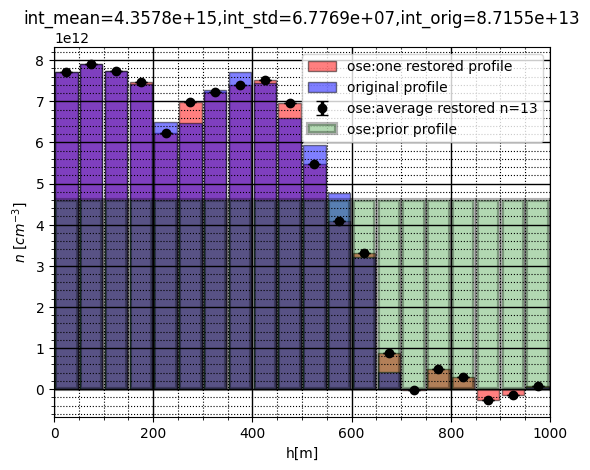 int_mean=4.3578e+15,int_std=6.7769e+07,int_orig=8.7155e+13
1e12
ose:one restored profile
original profile
ose:average restored n=13
ose:prior profile
8
7
6
5
4
3
2
1
0
n [cm⁻³]
0 200 400 600 800 1000
h[m]